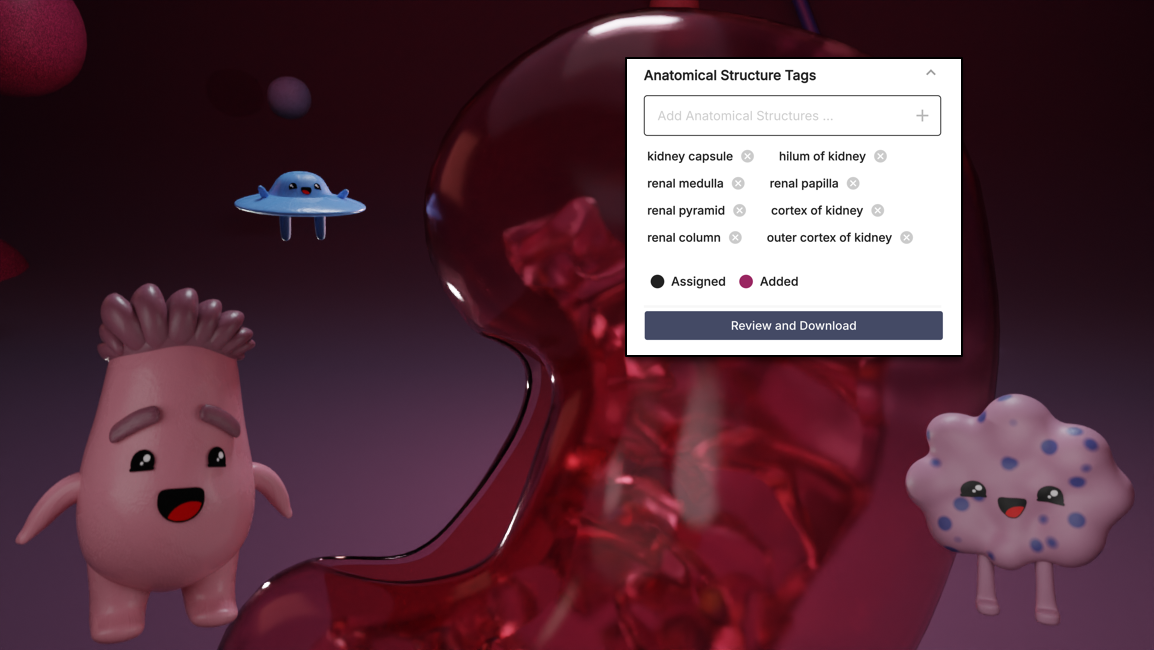 Anatomical Structure Tags
Add Anatomical Structures ...
kidney capsule hilum of kidney
renal medulla renal papilla
renal pyramid cortex of kidney
renal column outer cortex of kidney
Assigned Added
Review and Download